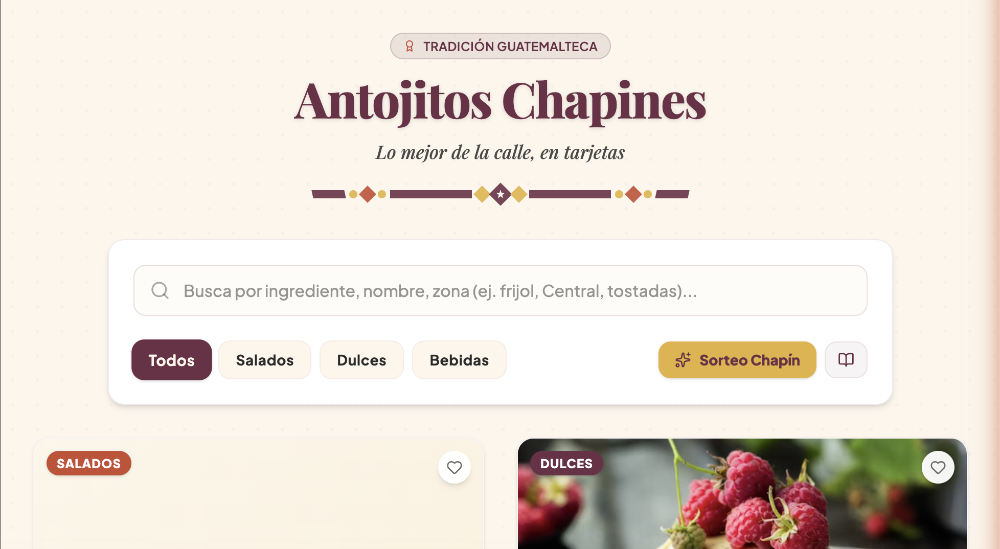 TRADICIÓN GUATEMALTECA
Antojitos Chapines
Lo mejor de la calle, en tarjetas
Busca por ingrediente, nombre, zona (ej. frijol, Central, tostadas)...
Todos
Salados
Dulces
Bebidas
Sorteo Chapín
SALADOS
DULCES